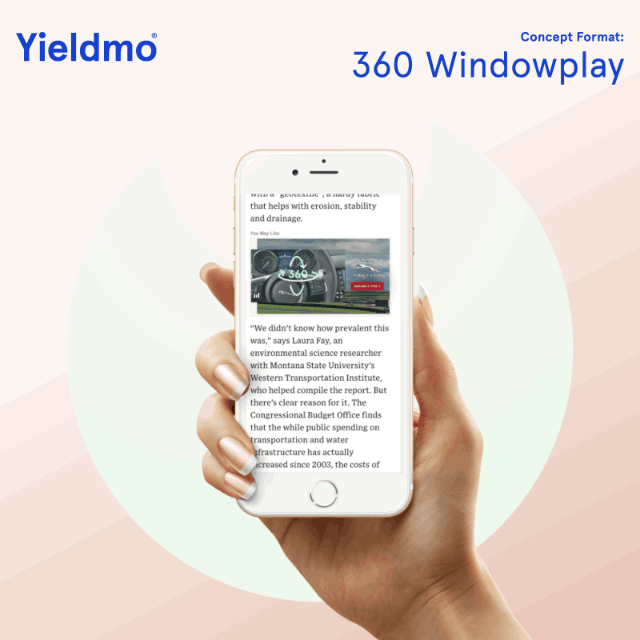 Yieldmo®
Concept Format:
360 Windowplay
with a "geotextile", a hardy fabric
that helps with erosion, stability
and drainage.
You May Like
360
“We didn’t know how prevalent this
was,” says Laura Fay, an
environmental science researcher
with Montana State University’s
Western Transportation Institute,
who helped compile the report. But
there’s clear reason for it. The
Congressional Budget Office finds
that the while public spending on
transportation and water
infrastructure has actually
increased since 2003, the costs of